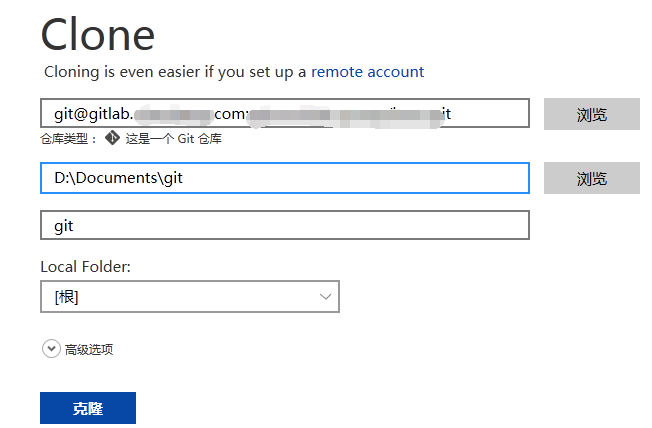 Clone
Cloning is even easier if you set up a remote account
git@gitlab. com: git
浏览
仓库类型： 这是一个 Git 仓库
D:\Documents\git
浏览
git
Local Folder:
[根]
高级选项
克隆